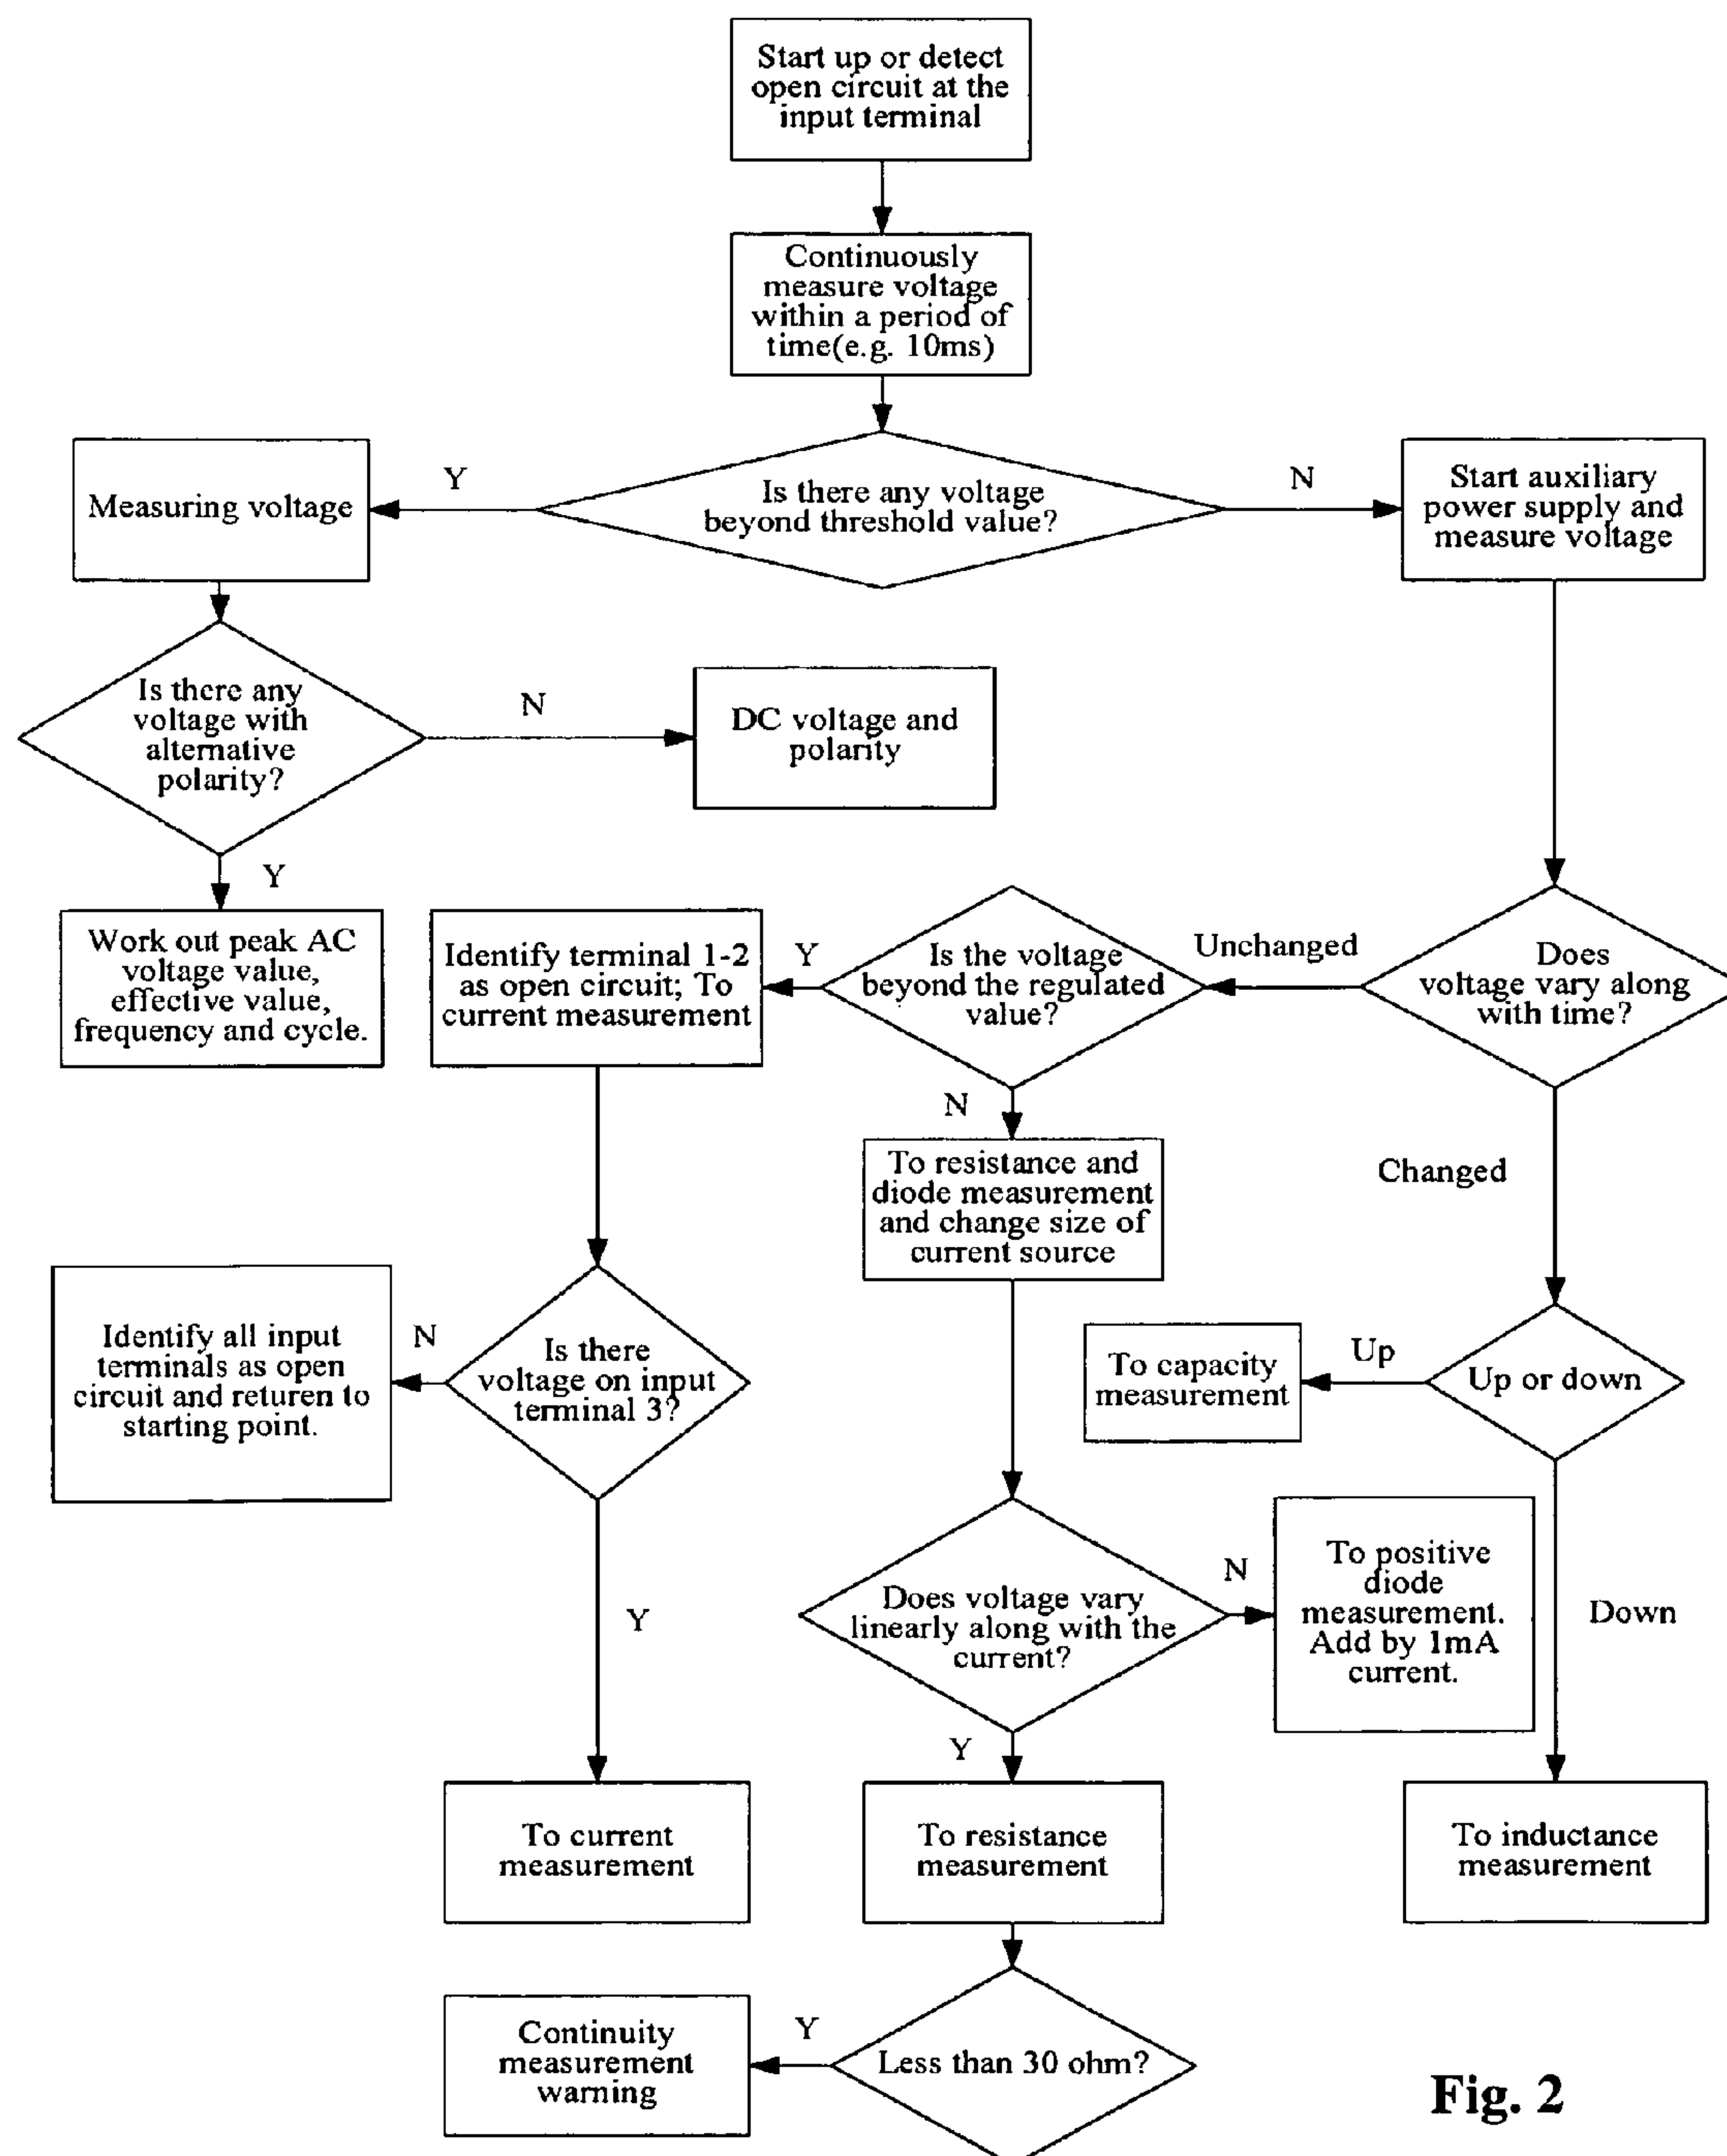 Start up or detect
open circuit at the
input terminal
Continuously
measure voltage
within a period of
time(e.g. 10ms)
Measuring voltage
Y
Is there any voltage
beyond threshold value?
N
Start auxiliary
power supply and
measure voltage
Is there any
voltage with
alternative
polarity?
N
DC voltage and
polarity
Y
Work out peak AC
voltage value,
effective value,
frequency and cycle.
Identify terminal 1-2
as open circuit; To
current measurement
Y
Is the voltage
beyond the regulated
value?
Unchanged
Does
voltage vary along
with time?
N
To resistance and
diode measurement
and change size of
current source
Changed
Identify all input
terminals as open
circuit and returen to
starting point.
N
Is there
voltage on input
terminal 3?
To capacity
measurement
Up
Up or down
Y
Does voltage vary
linearly along with the
current?
N
To positive
diode
measurement.
Add by 1mA
current.
Down
Y
To current
measurement
To resistance
measurement
To inductance
measurement
Continuity
measurement
warning
Y
Less than 30 ohm?
Fig. 2